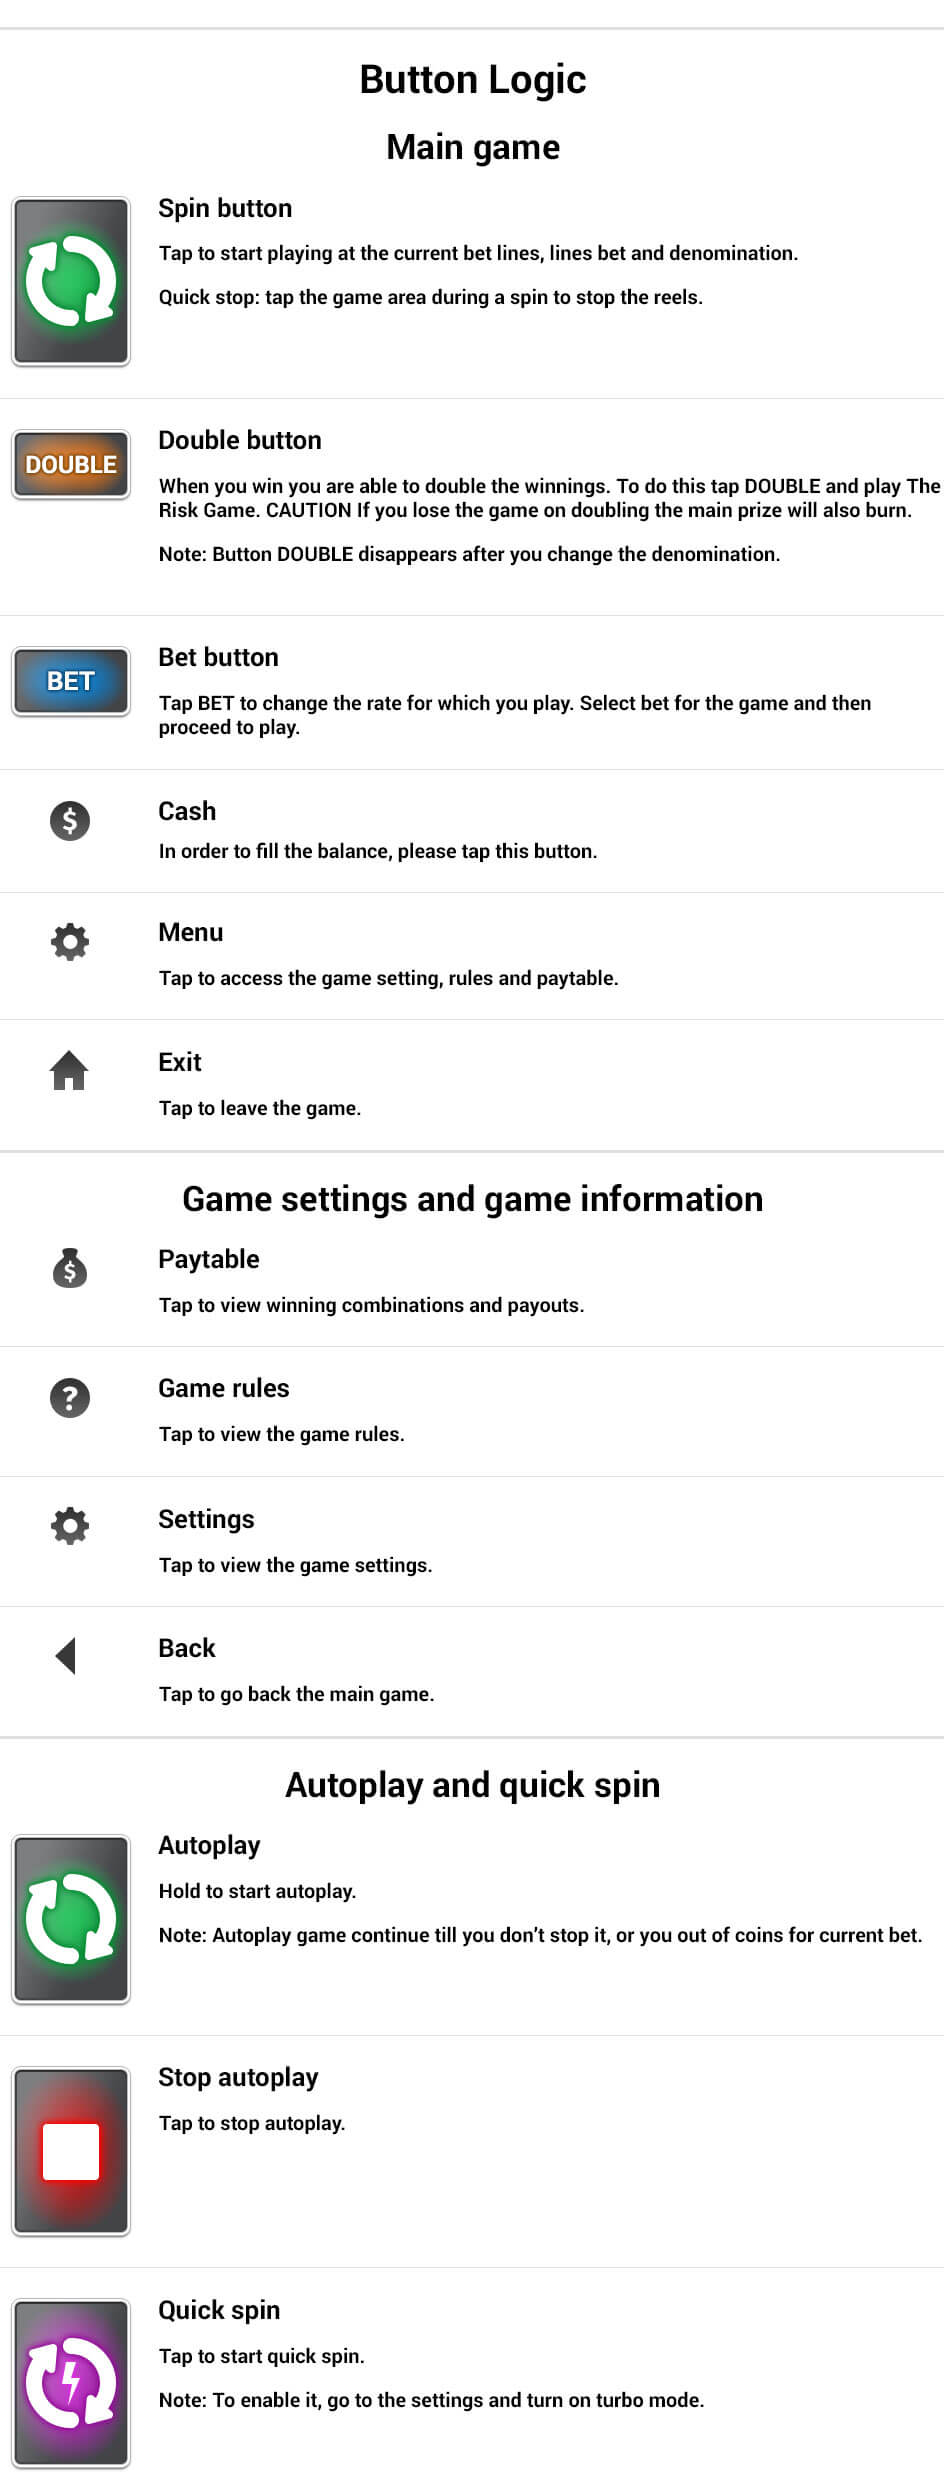 Button Logic
Main game
Spin button
Tap to start playing at the current bet lines, lines bet and denomination.
Quick stop: tap the game area during a spin to stop the reels.
DOUBLE
Double button
When you win you are able to double the winnings. To do this tap DOUBLE and play The
Risk Game. CAUTION If you lose the game on doubling the main prize will also burn.
Note: Button DOUBLE disappears after you change the denomination.
BET
Bet button
Tap BET to change the rate for which you play. Select bet for the game and then
proceed to play.
$
Cash
In order to fill the balance, please tap this button.
Menu
Tap to access the game setting, rules and paytable.
Exit
Tap to leave the game.
Game settings and game information
$
Paytable
Tap to view winning combinations and payouts.
?
Game rules
Tap to view the game rules.
Settings
Tap to view the game settings.
Back
Tap to go back the main game.
Autoplay and quick spin
Autoplay
Hold to start autoplay.
Note: Autoplay game continue till you don’t stop it, or you out of coins for current bet.
Stop autoplay
Tap to stop autoplay.
Quick spin
Tap to start quick spin.
Note: To enable it, go to the settings and turn on turbo mode.